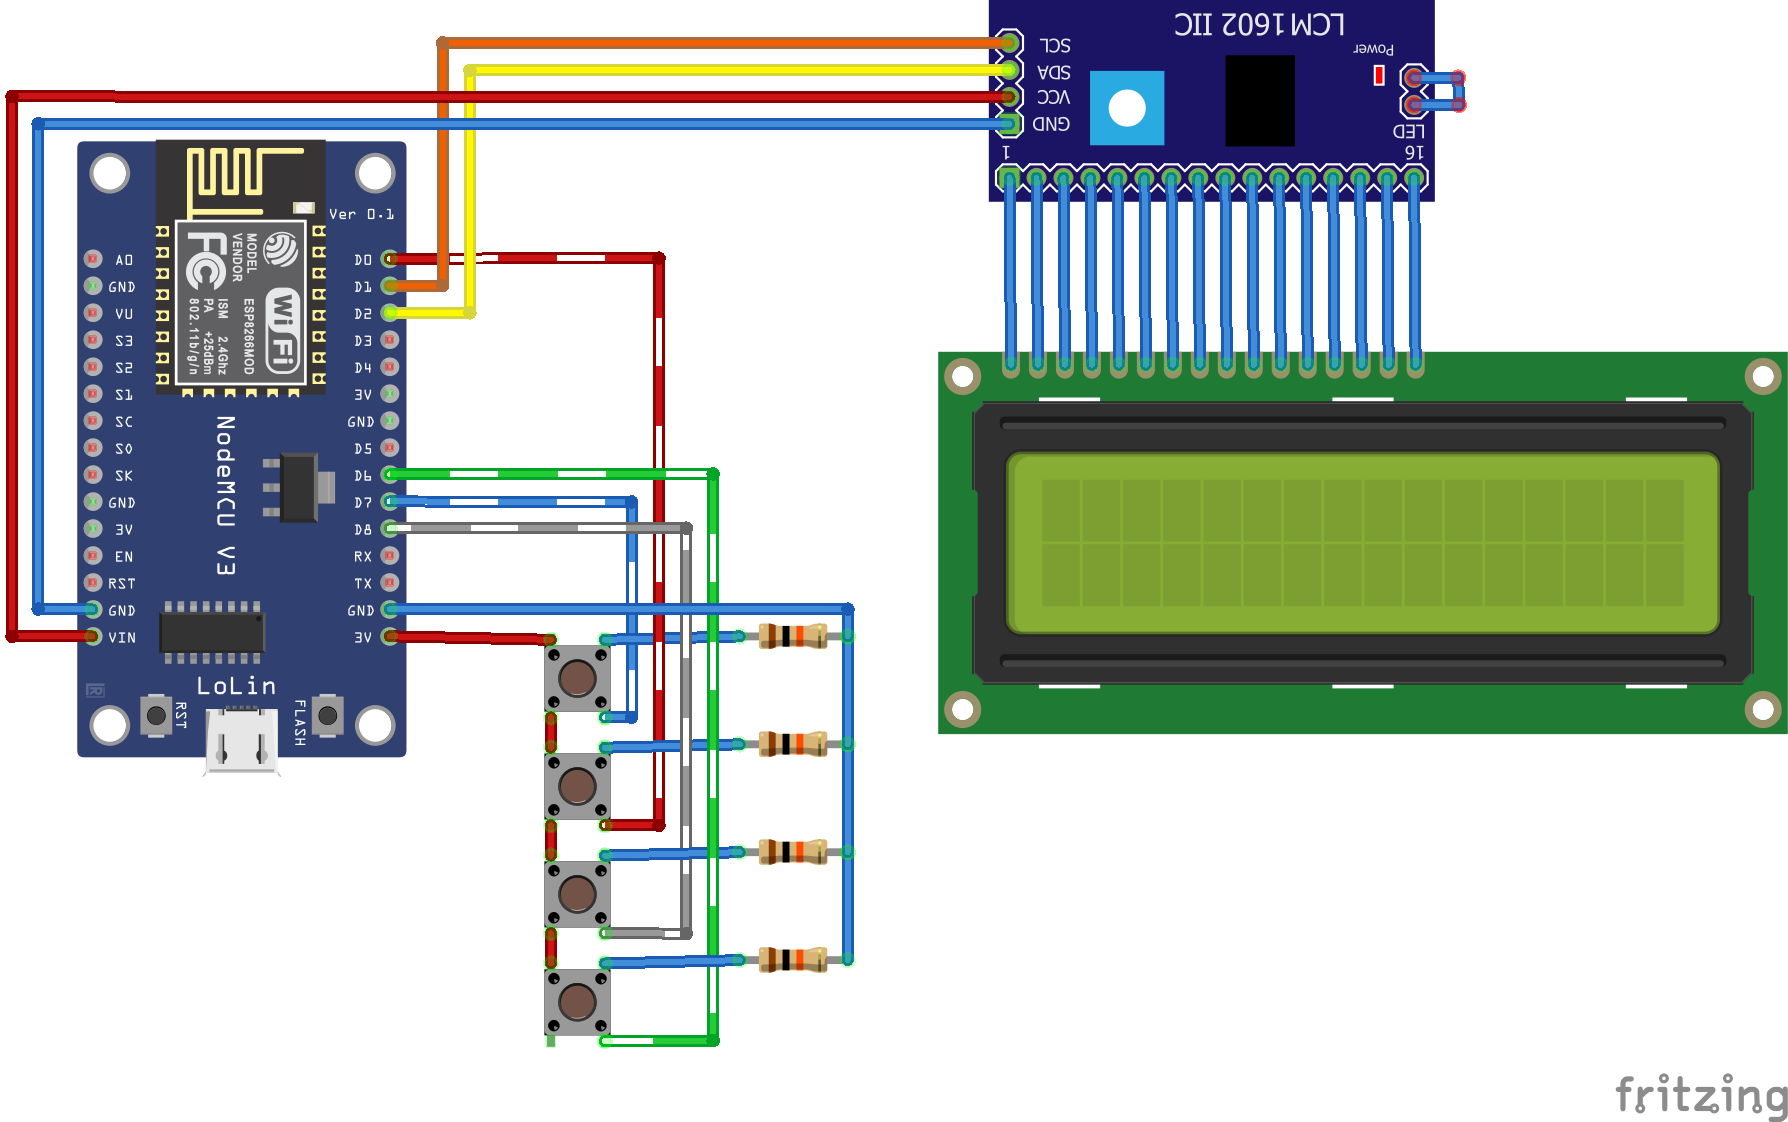 LCM 1602 IIC
SCL
SDA
VCC
GND
Power
LED
1
16
Ver 0.1
A0
GND
VU
S3
S2
S1
SC
S0
SK
GND
3V
EN
RST
GND
VIN
D0
D1
D2
D3
D4
3V
GND
D5
D6
D7
D8
RX
TX
GND
3V
FC
MODEL
VENDOR
ESP8266MOD
ISM 2.4Ghz
PA +25dBm
802.11b/g/n
Wi Fi
NodeMCU V3
LoLin
RST
FLASH
fritzing